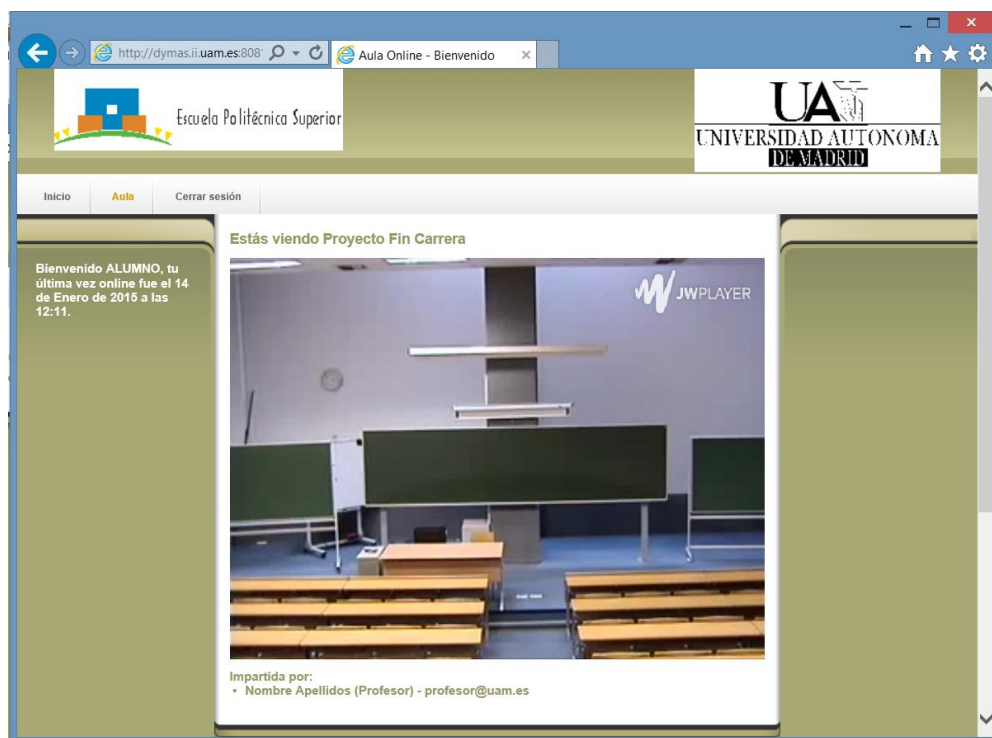 http://dymas.ii.uam.es:808
Aula Online - Bienvenido
Escuela Politécnica Superior
UAM
UNIVERSIDAD AUTONOMA
DE MADRID
Inicio
Aula
Cerrar sesión
Estás viendo Proyecto Fin Carrera
Bienvenido ALUMNO, tu
última vez online fue el 14
de Enero de 2015 a las
12:11.
JWPLAYER
Impartida por:
• Nombre Apellidos (Profesor) - profesor@uam.es